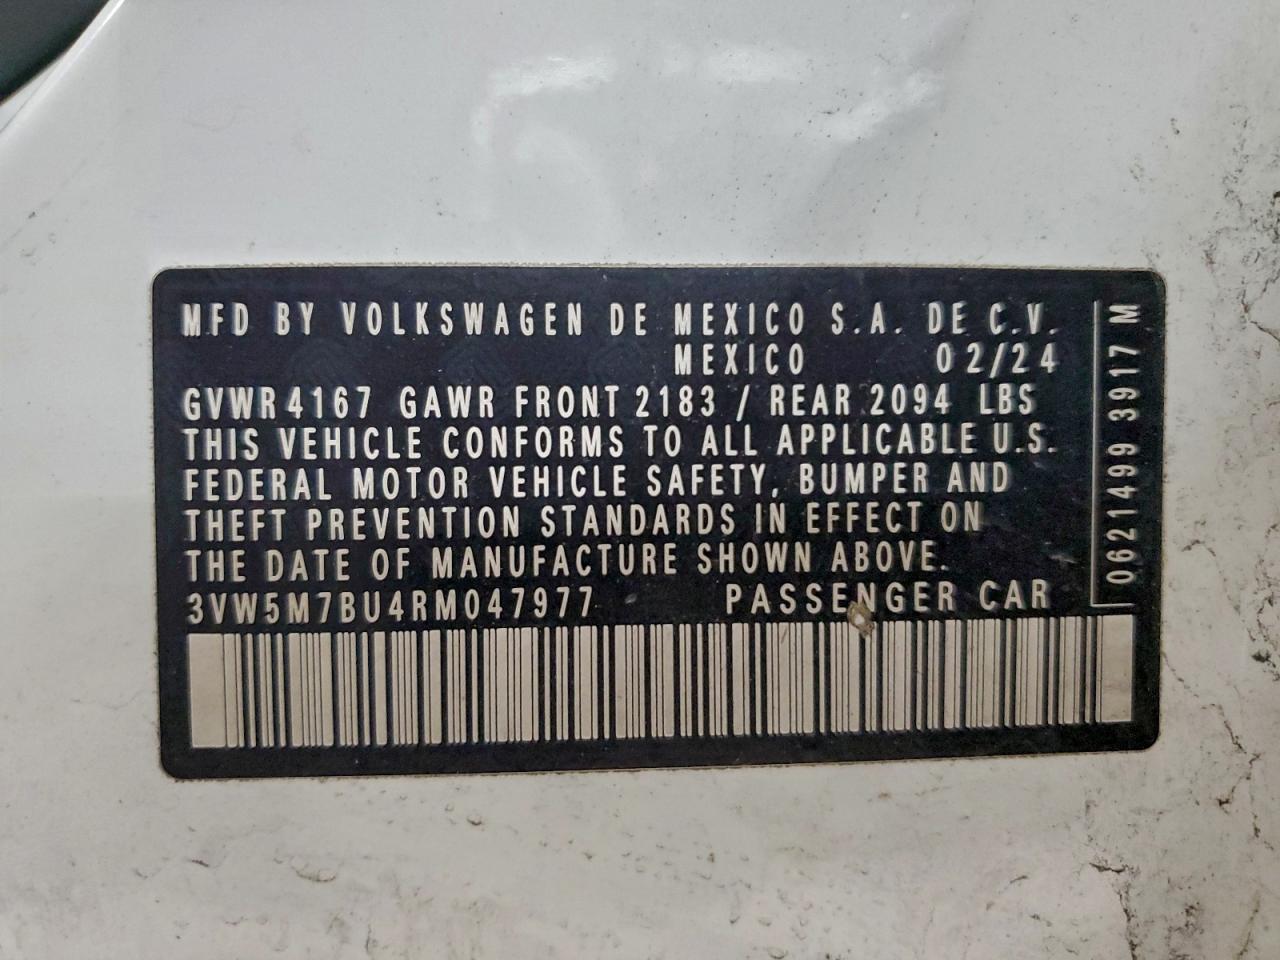 MFD BY VOLKSWAGEN DE MEXICO S.A. DE C.V.
MEXICO 02/24
GVWR 4167 GAWR FRONT 2183 / REAR 2094 LBS
THIS VEHICLE CONFORMS TO ALL APPLICABLE U.S.
FEDERAL MOTOR VEHICLE SAFETY, BUMPER AND
THEFT PREVENTION STANDARDS IN EFFECT ON
THE DATE OF MANUFACTURE SHOWN ABOVE.
3VW5M7BU4RM047977 PASSENGER CAR
0621499 3917 M